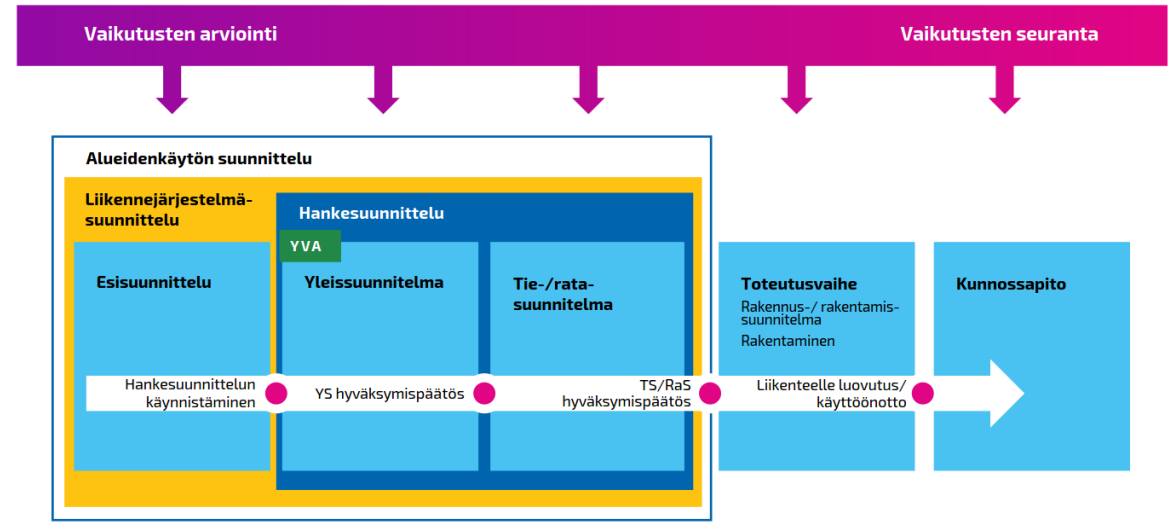 Vaikutusten arviointi
Vaikutusten seuranta
Alueidenkäytön suunnittelu
Liikennejärjestelmä-
suunnittelu
Hankesuunnittelu
YVA
Esisuunnittelu
Yleissuunnitelma
Tie-/rata-
suunnitelma
Toteutusvaihe
Rakennus-/ rakentamis-
suunnitelma
Rakentaminen
Kunnossapito
Hankesuunnittelun
käynnistäminen
YS hyväksymispäätös
TS/RaS
hyväksymispäätös
Liikenteelle luovutus/
käyttöönotto